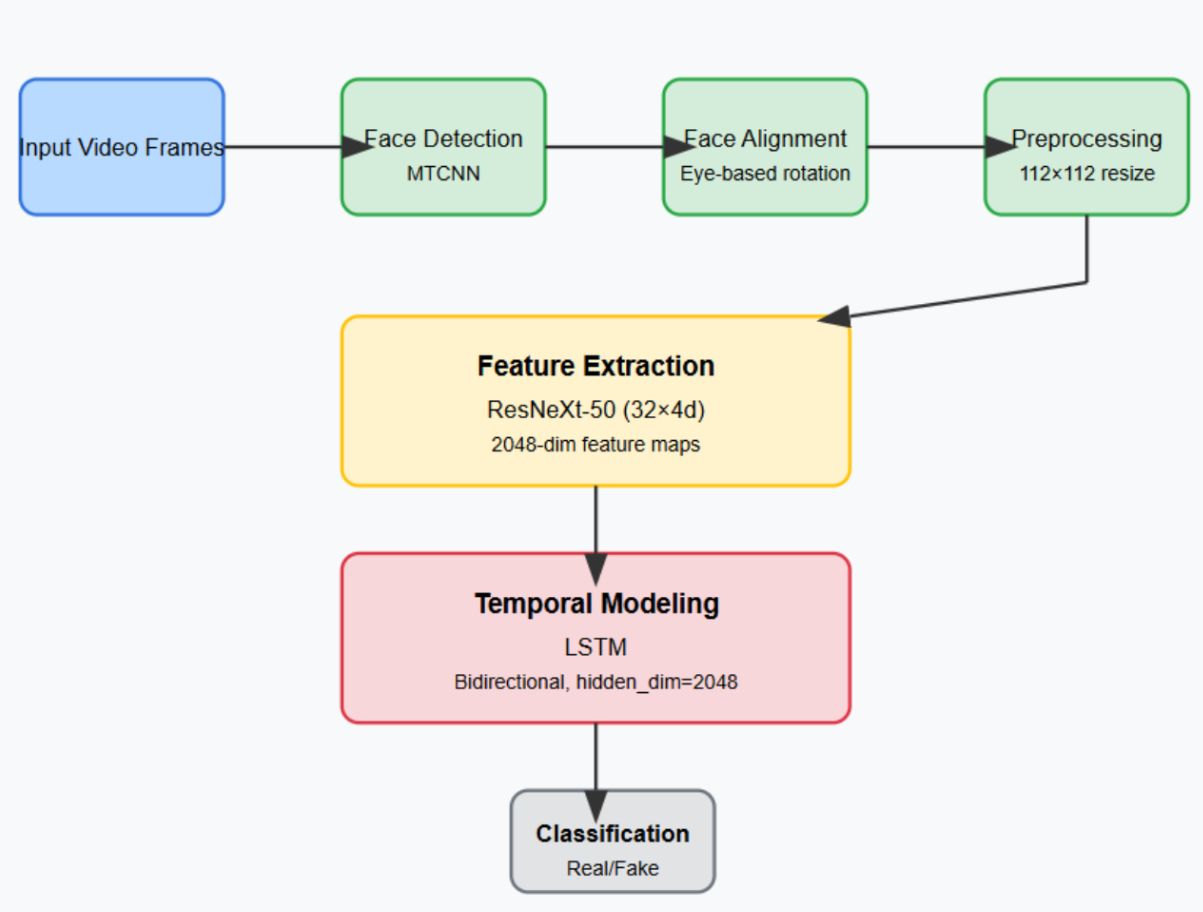 Input Video Frames
Face Detection
MTCNN
Face Alignment
Eye-based rotation
Preprocessing
112×112 resize
Feature Extraction
ResNeXt-50 (32×4d)
2048-dim feature maps
Temporal Modeling
LSTM
Bidirectional, hidden_dim=2048
Classification
Real/Fake